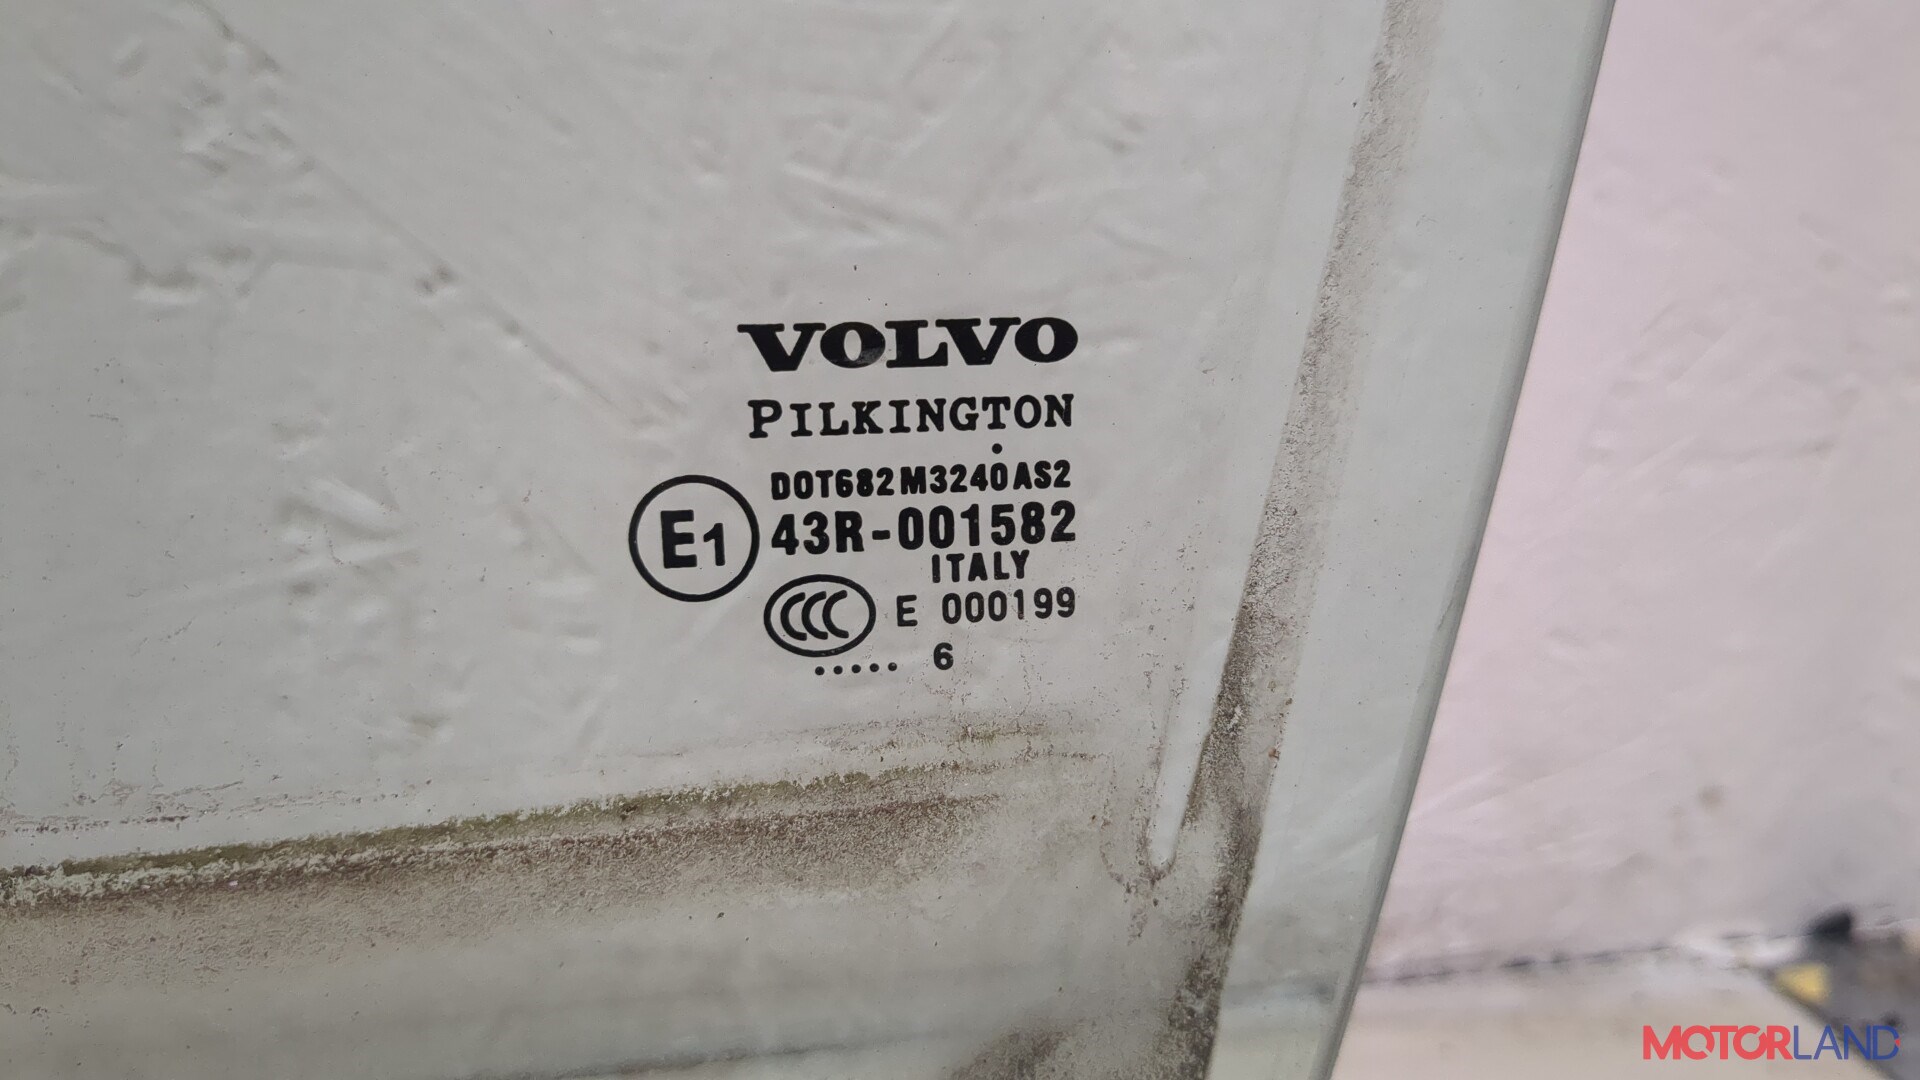 VOLVO
PILKINGTON
DOT682M3240AS2
E1 43R-001582
ITALY
CCC E 000199
..... 6
MOTORLAND